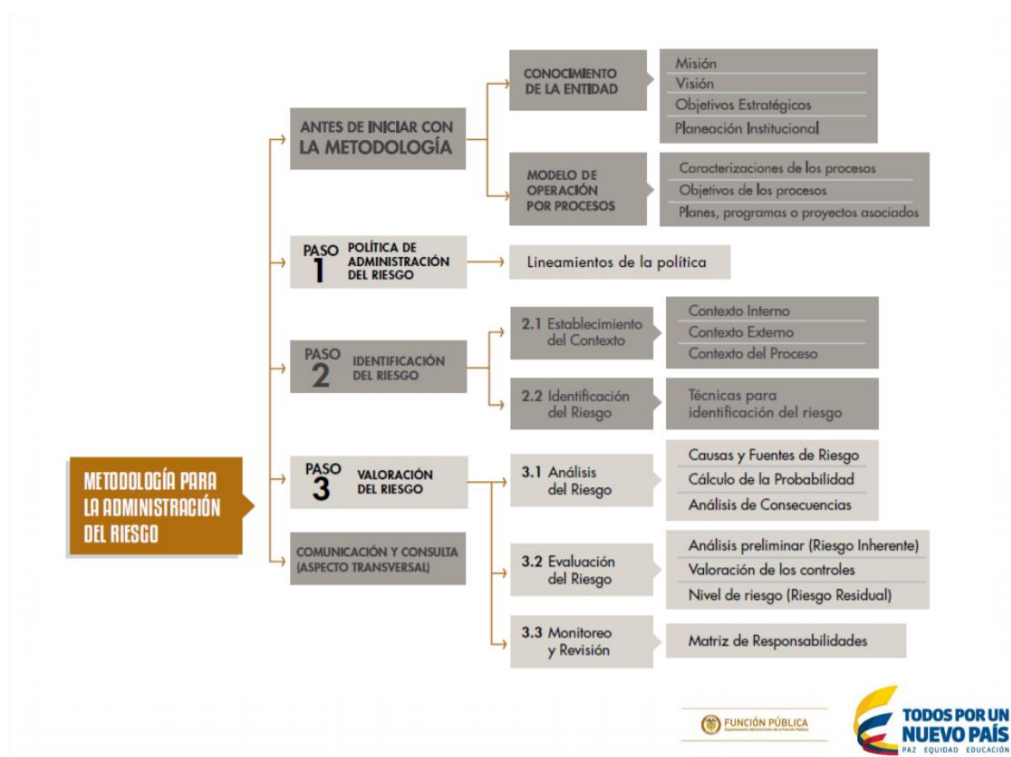 METODOLOGÍA PARA
LA ADMINISTRACIÓN
DEL RIESGO
ANTES DE INICIAR CON
LA METODOLOGÍA
CONOCIMIENTO
DE LA ENTIDAD
Misión
Visión
Objetivos Estratégicos
Planeación Institucional
MODELO DE
OPERACIÓN
POR PROCESOS
Caracterizaciones de los procesos
Objetivos de los procesos
Planes, programas o proyectos asociados
PASO
1
POLÍTICA DE
ADMINISTRACIÓN
DEL RIESGO
Lineamientos de la política
PASO
2
IDENTIFICACIÓN
DEL RIESGO
2.1 Establecimiento
del Contexto
Contexto Interno
Contexto Externo
Contexto del Proceso
2.2 Identificación
del Riesgo
Técnicas para
identificación del riesgo
PASO
3
VALORACIÓN
DEL RIESGO
3.1 Análisis
del Riesgo
Causas y Fuentes de Riesgo
Cálculo de la Probabilidad
Análisis de Consecuencias
3.2 Evaluación
del Riesgo
Análisis preliminar (Riesgo Inherente)
Valoración de los controles
Nivel de riesgo (Riesgo Residual)
3.3 Monitoreo
y Revisión
Matriz de Responsabilidades
COMUNICACIÓN Y CONSULTA
(ASPECTO TRANSVERSAL)
FUNCIÓN PÚBLICA
Departamento Administrativo de la Función Pública
TODOS POR UN
NUEVO PAÍS
PAZ EQUIDAD EDUCACIÓN